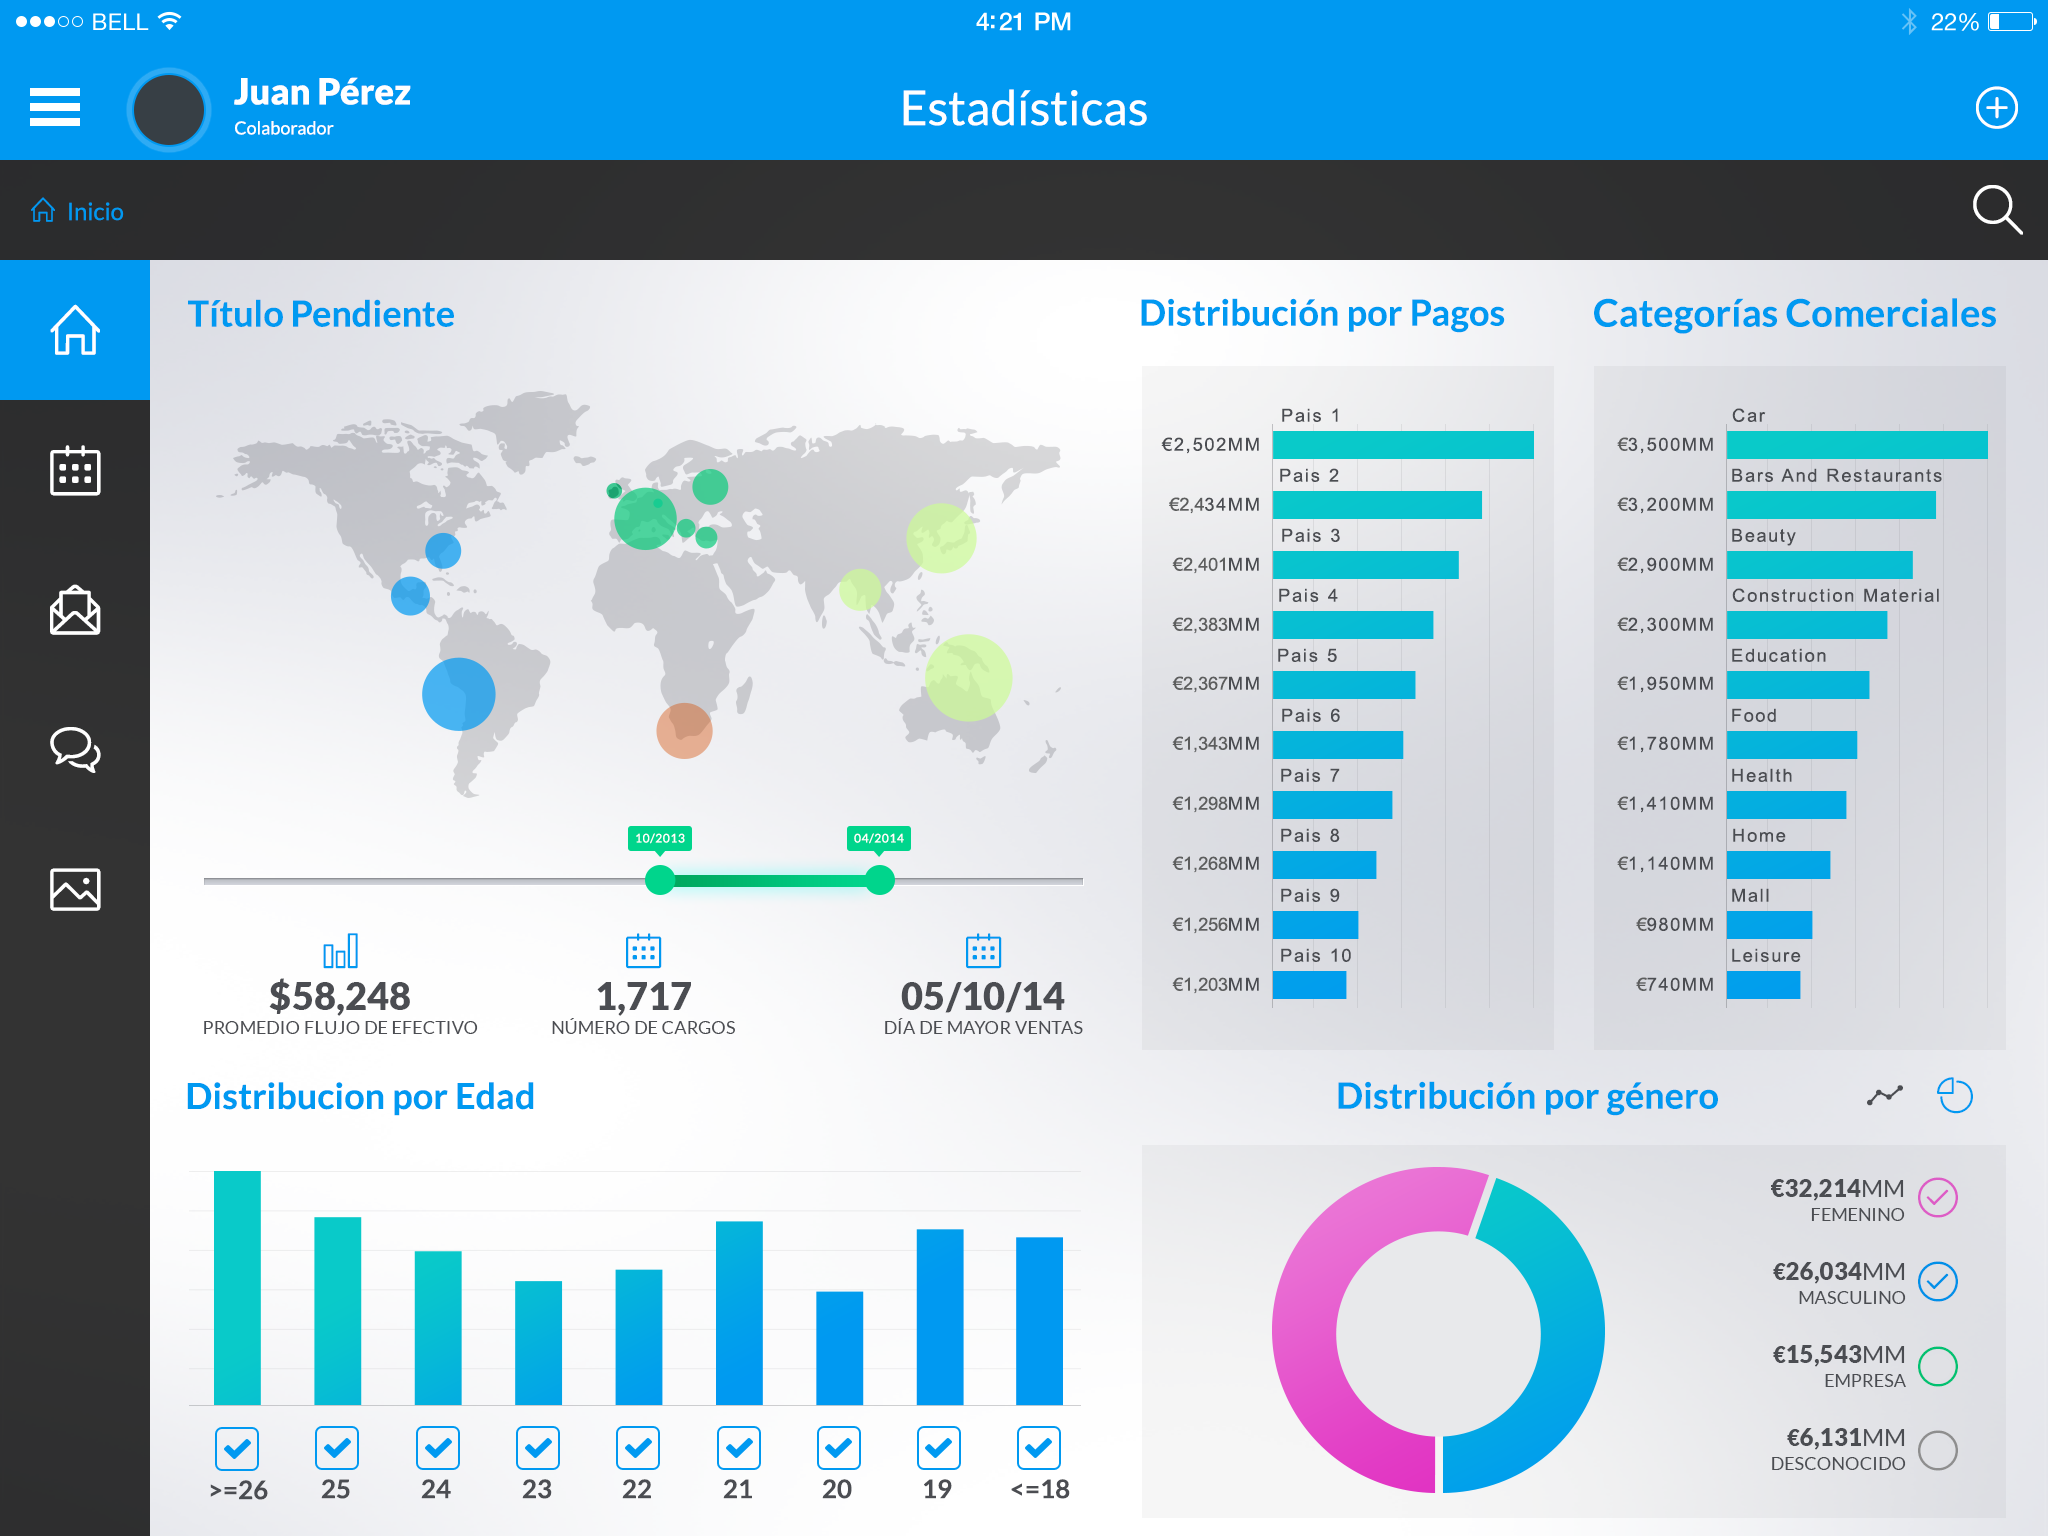 BELL
4:21 PM
22%
Juan Pérez
Colaborador
Estadísticas
Inicio
Título Pendiente
10/2013
04/2014
$58,248
PROMEDIO FLUJO DE EFECTIVO
1,717
NÚMERO DE CARGOS
05/10/14
DÍA DE MAYOR VENTAS
Distribución por Pagos
Pais 1
€2,502MM
Pais 2
€2,434MM
Pais 3
€2,401MM
Pais 4
€2,383MM
Pais 5
€2,367MM
Pais 6
€1,343MM
Pais 7
€1,298MM
Pais 8
€1,268MM
Pais 9
€1,256MM
Pais 10
€1,203MM
Categorías Comerciales
Car
€3,500MM
Bars And Restaurants
€3,200MM
Beauty
€2,900MM
Construction Material
€2,300MM
Education
€1,950MM
Food
€1,780MM
Health
€1,410MM
Home
€1,140MM
Mall
€980MM
Leisure
€740MM
Distribucion por Edad
>=26
25
24
23
22
21
20
19
<=18
Distribución por género
€32,214MM
FEMENINO
€26,034MM
MASCULINO
€15,543MM
EMPRESA
€6,131MM
DESCONOCIDO